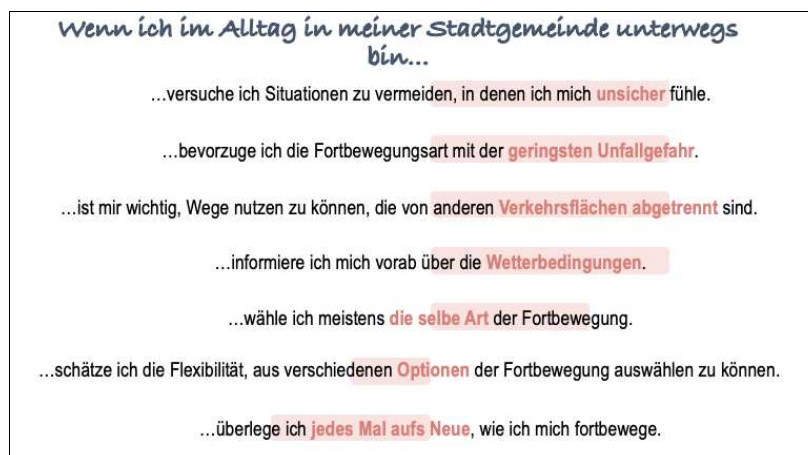 Wenn ich im Alltag in meiner Stadtgemeinde unterwegs
bin...
...versuche ich Situationen zu vermeiden, in denen ich mich unsicher fühle.
...bevorzuge ich die Fortbewegungsart mit der geringsten Unfallgefahr.
...ist mir wichtig, Wege nutzen zu können, die von anderen Verkehrsflächen abgetrennt sind.
...informiere ich mich vorab über die Wetterbedingungen.
...wähle ich meistens die selbe Art der Fortbewegung.
...schätze ich die Flexibilität, aus verschiedenen Optionen der Fortbewegung auswählen zu können.
...überlege ich jedes Mal aufs Neue, wie ich mich fortbewege.